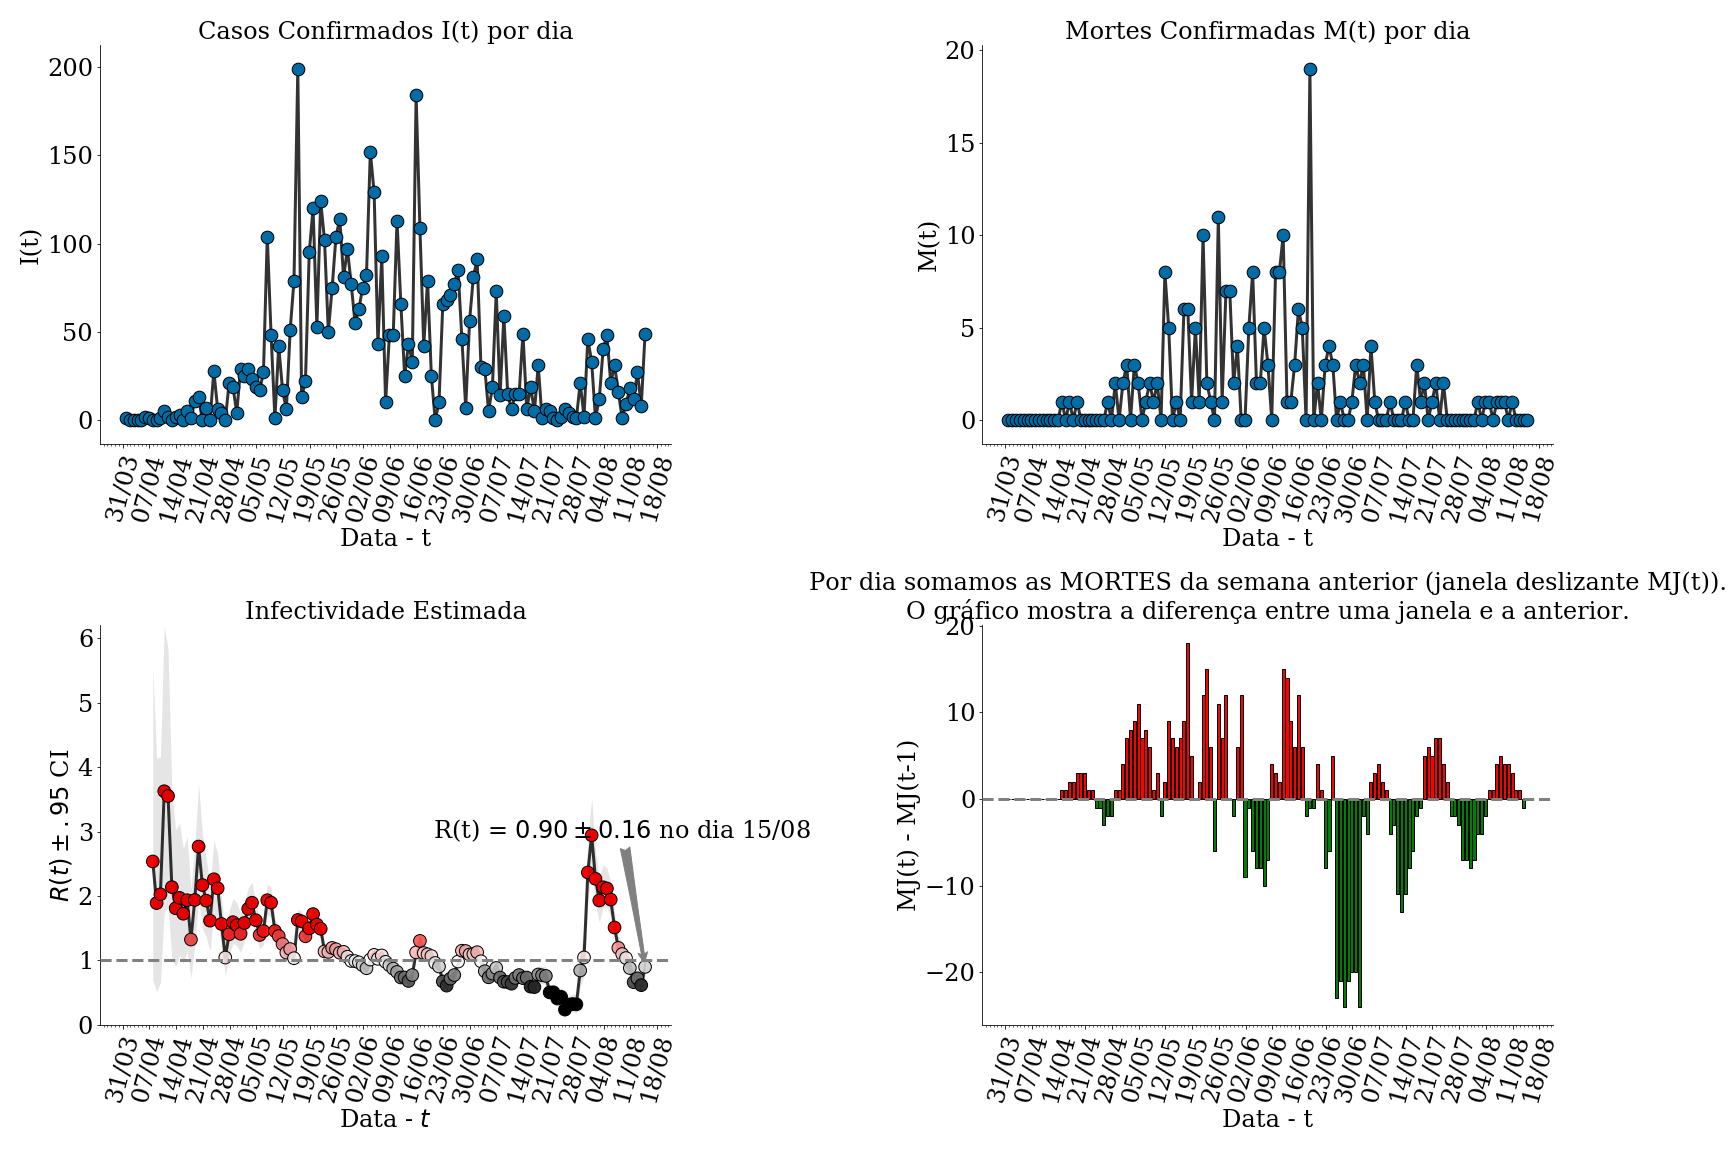 Casos Confirmados I(t) por dia
200
150
100
50
0
I(t)
31/03 07/04 14/04 21/04 28/04 05/05 12/05 19/05 26/05 02/06 09/06 16/06 23/06 30/06 07/07 14/07 21/07 28/07 04/08 11/08 18/08
Data - t
Mortes Confirmadas M(t) por dia
20
15
10
5
0
M(t)
31/03 07/04 14/04 21/04 28/04 05/05 12/05 19/05 26/05 02/06 09/06 16/06 23/06 30/06 07/07 14/07 21/07 28/07 04/08 11/08 18/08
Data - t
Infectividade Estimada
6
5
4
3
2
1
0
R(t) ± .95 CI
R(t) = 0.90 ± 0.16 no dia 15/08
31/03 07/04 14/04 21/04 28/04 05/05 12/05 19/05 26/05 02/06 09/06 16/06 23/06 30/06 07/07 14/07 21/07 28/07 04/08 11/08 18/08
Data - t
Por dia somamos as MORTES da semana anterior (janela deslizante MJ(t)).
O gráfico mostra a diferença entre uma janela e a anterior.
20
10
0
−10
−20
MJ(t) - MJ(t-1)
31/03 07/04 14/04 21/04 28/04 05/05 12/05 19/05 26/05 02/06 09/06 16/06 23/06 30/06 07/07 14/07 21/07 28/07 04/08 11/08 18/08
Data - t